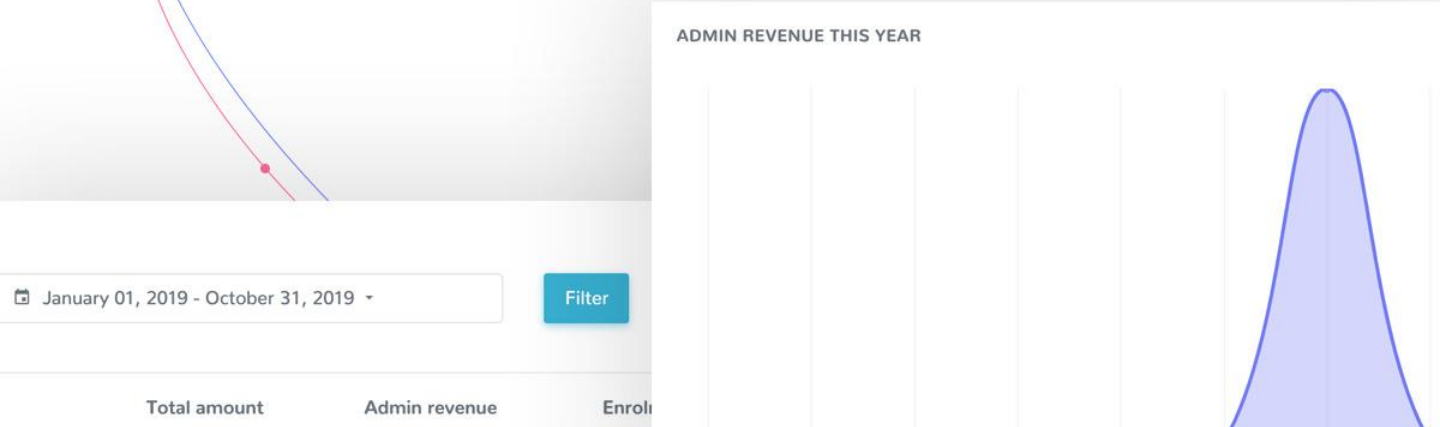 ADMIN REVENUE THIS YEAR
January 01, 2019 - October 31, 2019
Filter
Total amount
Admin revenue